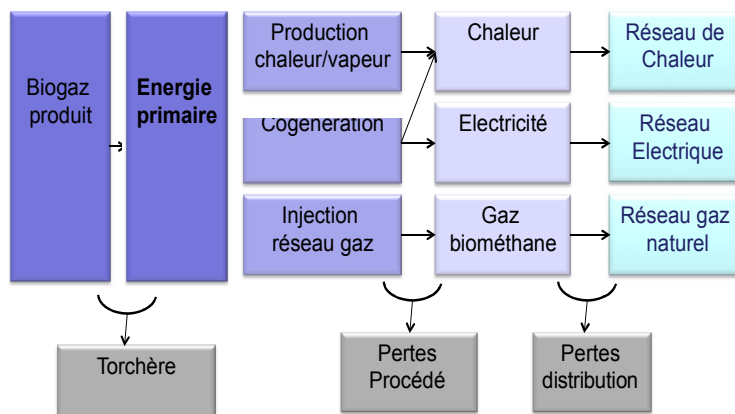 Biogaz
produit
Energie
primaire
Production
chaleur/vapeur
Chaleur
Réseau de
Chaleur
Cogénération
Electricité
Réseau
Electrique
Injection
réseau gaz
Gaz
biométhane
Réseau gaz
naturel
Torchère
Pertes
Procédé
Pertes
distribution